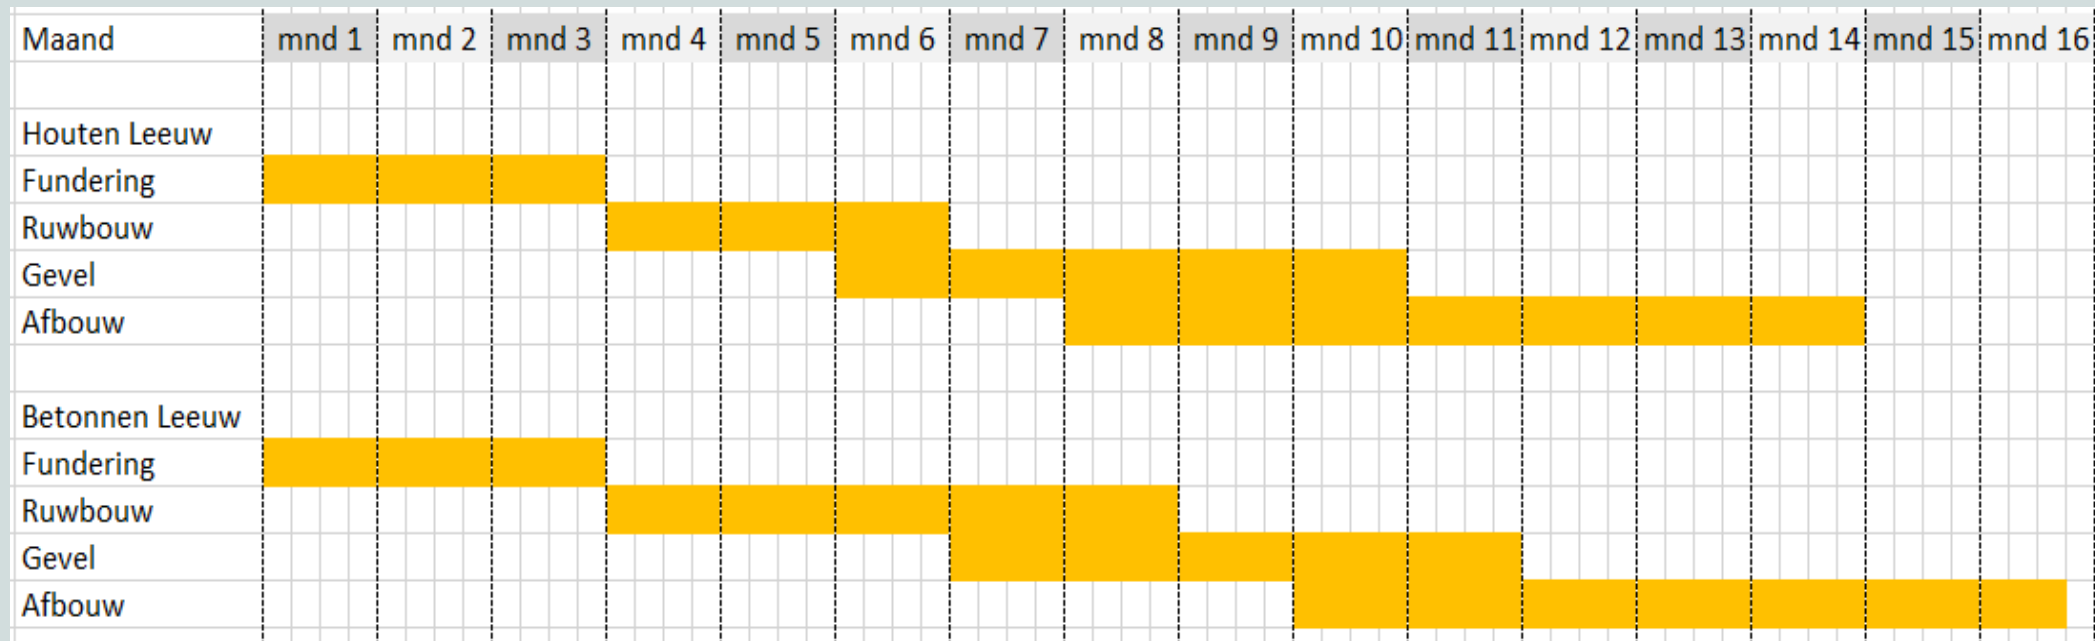 Maand mnd 1 mnd 2 mnd 3 mnd 4 mnd 5 mnd 6 mnd 7 mnd 8 mnd 9 mnd 10 mnd 11 mnd 12 mnd 13 mnd 14 mnd 15 mnd 16
Houten Leeuw
Fundering
Ruwbouw
Gevel
Afbouw
Betonnen Leeuw
Fundering
Ruwbouw
Gevel
Afbouw